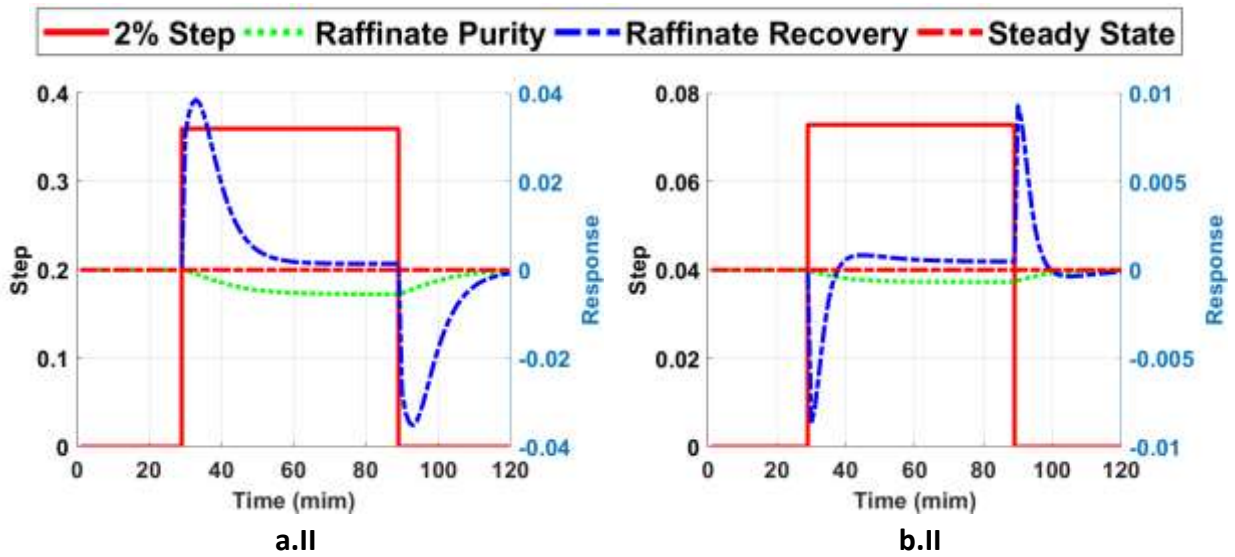 2% Step Raffinate Purity Raffinate Recovery Steady State
0.4
0.3
0.2
0.1
0
Step
0.04
0.02
0
-0.02
-0.04
Response
0 20 40 60 80 100 120
Time (mim)
a.II
0.08
0.06
0.04
0.02
0
Step
0.01
0.005
0
-0.005
-0.01
Response
0 20 40 60 80 100 120
Time (mim)
b.II